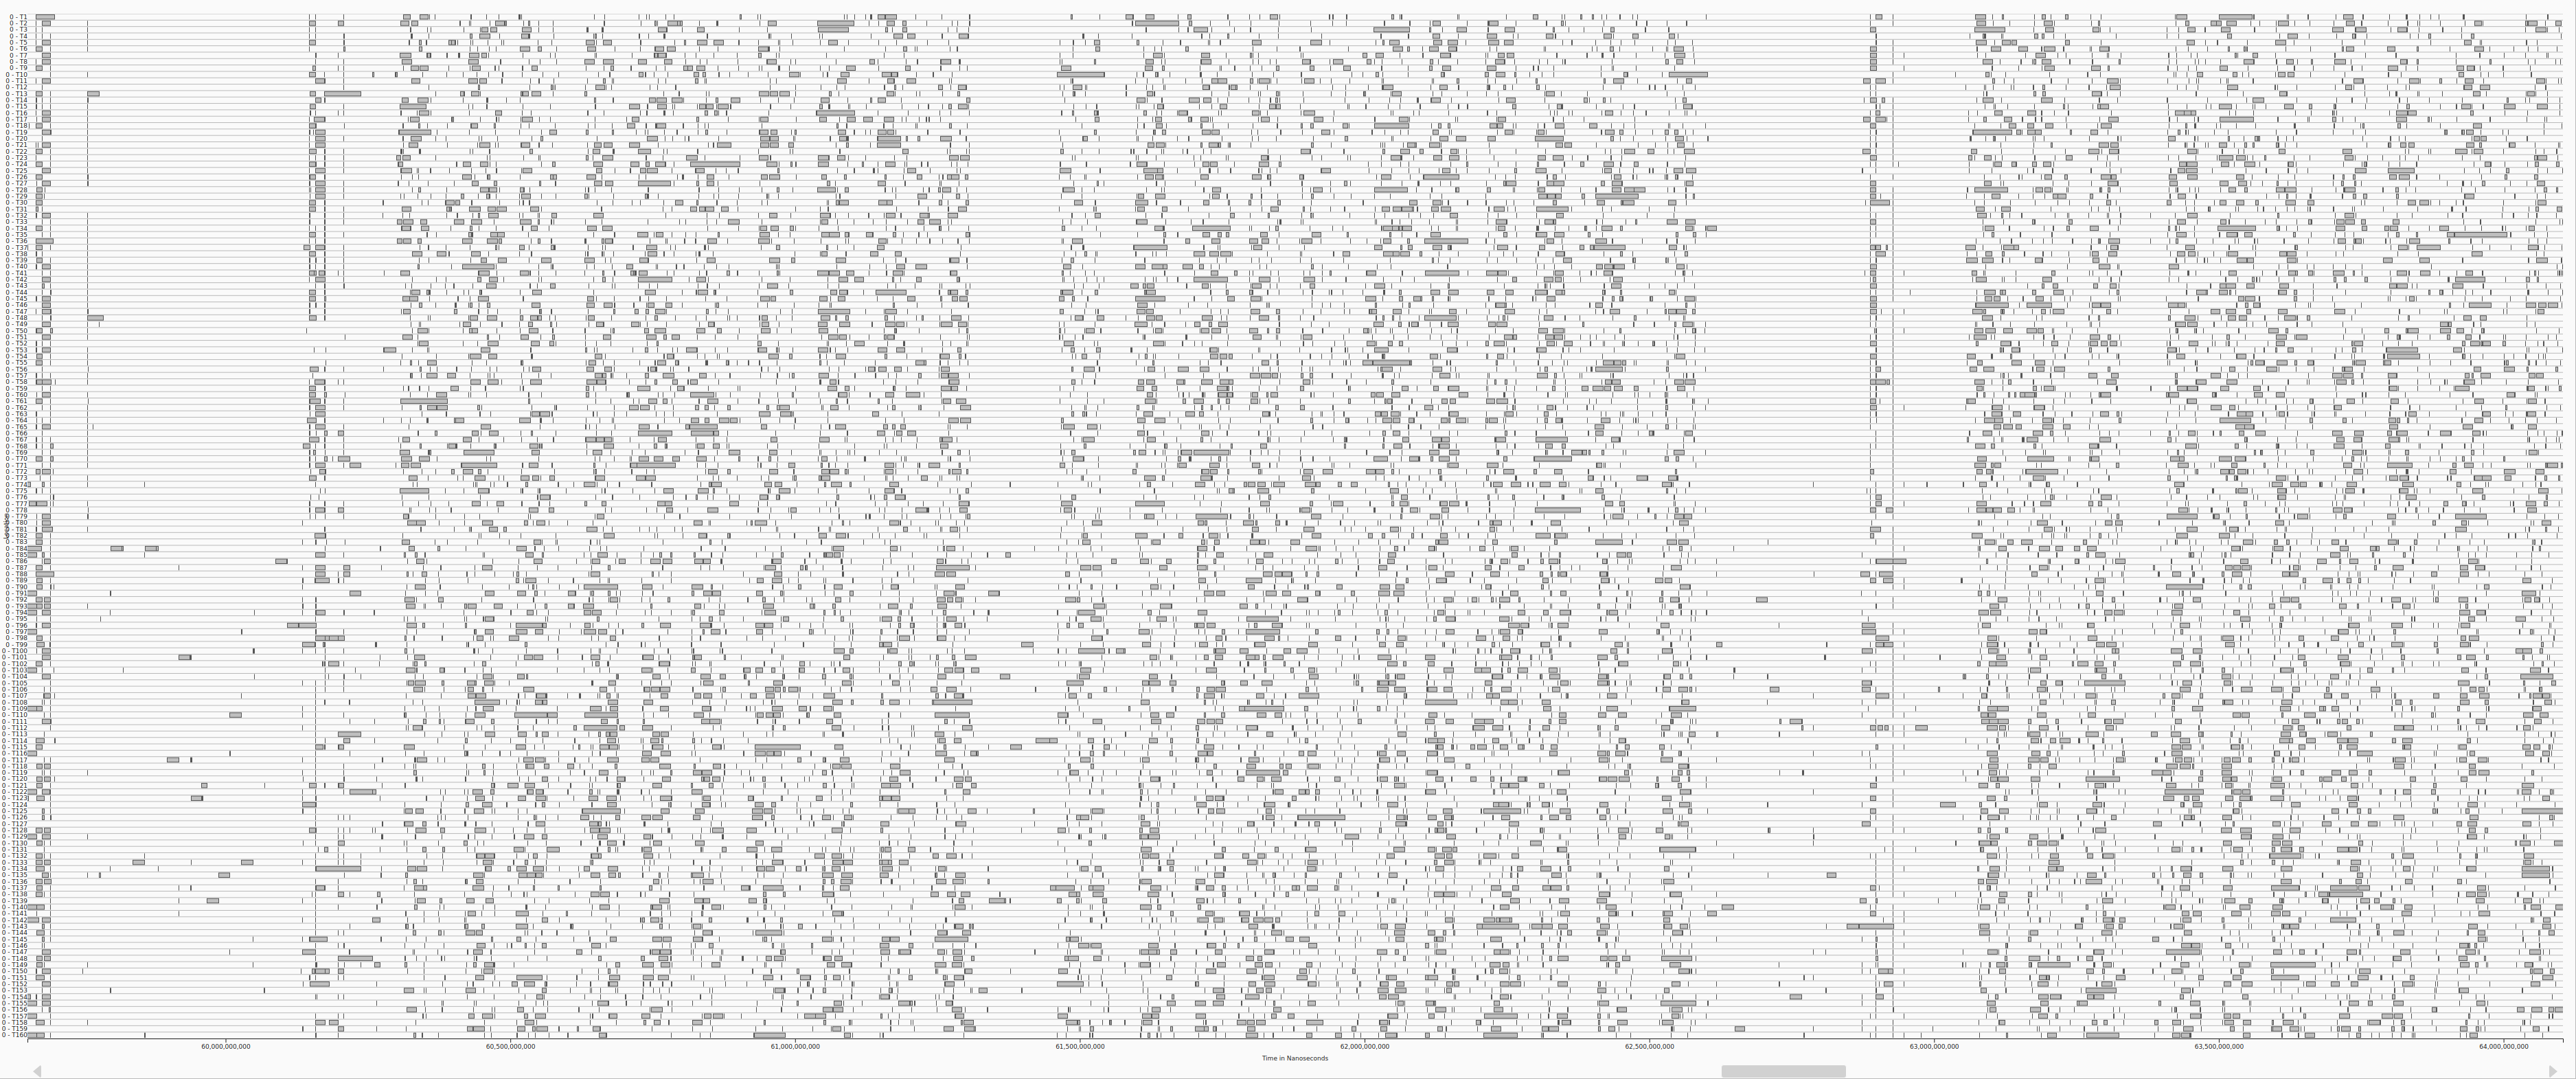 0 - T1
0 - T2
0 - T3
0 - T4
0 - T5
0 - T6
0 - T7
0 - T8
0 - T9
0 - T10
0 - T11
0 - T12
0 - T13
0 - T14
0 - T15
0 - T16
0 - T17
0 - T18
0 - T19
0 - T20
0 - T21
0 - T22
0 - T23
0 - T24
0 - T25
0 - T26
0 - T27
0 - T28
0 - T29
0 - T30
0 - T31
0 - T32
0 - T33
0 - T34
0 - T35
0 - T36
0 - T37
0 - T38
0 - T39
0 - T40
0 - T41
0 - T42
0 - T43
0 - T44
0 - T45
0 - T46
0 - T47
0 - T48
0 - T49
0 - T50
0 - T51
0 - T52
0 - T53
0 - T54
0 - T55
0 - T56
0 - T57
0 - T58
0 - T59
0 - T60
0 - T61
0 - T62
0 - T63
0 - T64
0 - T65
0 - T66
0 - T67
0 - T68
0 - T69
0 - T70
0 - T71
0 - T72
0 - T73
0 - T74
0 - T75
0 - T76
0 - T77
0 - T78
0 - T79
0 - T80
0 - T81
0 - T82
0 - T83
0 - T84
0 - T85
0 - T86
0 - T87
0 - T88
0 - T89
0 - T90
0 - T91
0 - T92
0 - T93
0 - T94
0 - T95
0 - T96
0 - T97
0 - T98
0 - T99
0 - T100
0 - T101
0 - T102
0 - T103
0 - T104
0 - T105
0 - T106
0 - T107
0 - T108
0 - T109
0 - T110
0 - T111
0 - T112
0 - T113
0 - T114
0 - T115
0 - T116
0 - T117
0 - T118
0 - T119
0 - T120
0 - T121
0 - T122
0 - T123
0 - T124
0 - T125
0 - T126
0 - T127
0 - T128
0 - T129
0 - T130
0 - T131
0 - T132
0 - T133
0 - T134
0 - T135
0 - T136
0 - T137
0 - T138
0 - T139
0 - T140
0 - T141
0 - T142
0 - T143
0 - T144
0 - T145
0 - T146
0 - T147
0 - T148
0 - T149
0 - T150
0 - T151
0 - T152
0 - T153
0 - T154
0 - T155
0 - T156
0 - T157
0 - T158
0 - T159
0 - T160
60,000,000,000 60,500,000,000 61,000,000,000 61,500,000,000 62,000,000,000 62,500,000,000 63,000,000,000 63,500,000,000 64,000,000,000
Time in Nanoseconds